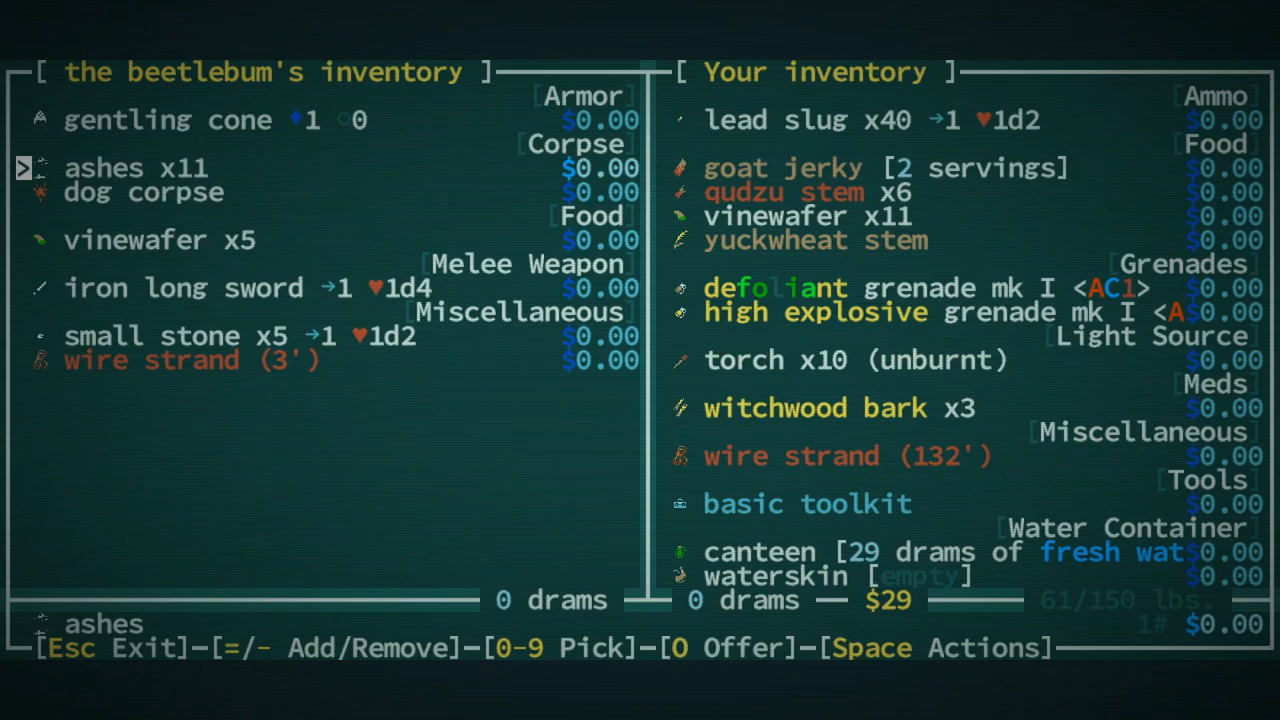 [ the beetlebum's inventory ]
[Armor]
gentling cone ♦1 ○0 $0.00
[Corpse]
> ashes x11 $0.00
dog corpse $0.00
[Food]
vinewafer x5 $0.00
[Melee Weapon]
iron long sword →1 ♥1d4 $0.00
[Miscellaneous]
small stone x5 →1 ♥1d2 $0.00
wire strand (3') $0.00
0 drams
[ Your inventory ]
[Ammo]
lead slug x40 →1 ♥1d2 $0.00
[Food]
goat jerky [2 servings] $0.00
qudzu stem x6 $0.00
vinewafer x11 $0.00
yuckwheat stem $0.00
[Grenades]
defoliant grenade mk I <AC1> $0.00
high explosive grenade mk I <A $0.00
[Light Source]
torch x10 (unburnt) $0.00
[Meds]
witchwood bark x3 $0.00
[Miscellaneous]
wire strand (132') $0.00
[Tools]
basic toolkit $0.00
[Water Container]
canteen [29 drams of fresh wat $0.00
waterskin [empty] $0.00
0 drams $29 61/150 lbs.
ashes 1# $0.00
[Esc Exit]-[=/- Add/Remove]-[0-9 Pick]-[O Offer]-[Space Actions]